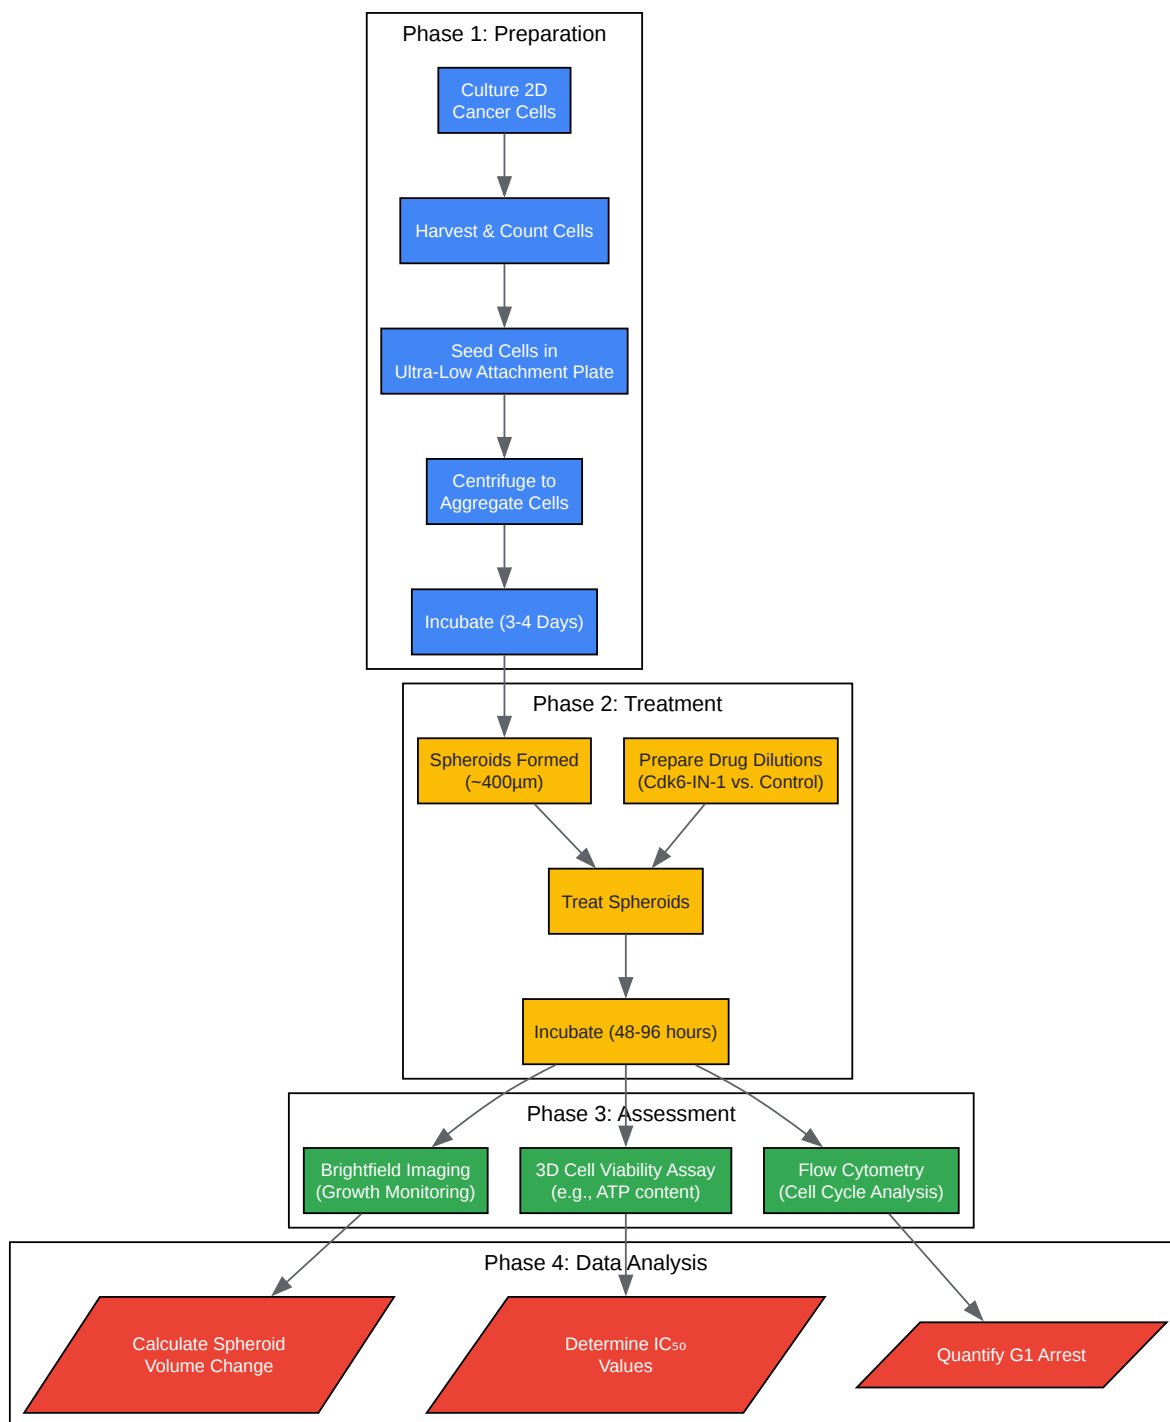 Phase 1: Preparation
Culture 2D
Cancer Cells
Harvest & Count Cells
Seed Cells in
Ultra-Low Attachment Plate
Centrifuge to
Aggregate Cells
Incubate (3-4 Days)
Phase 2: Treatment
Spheroids Formed
(~400µm)
Prepare Drug Dilutions
(Cdk6-IN-1 vs. Control)
Treat Spheroids
Incubate (48-96 hours)
Phase 3: Assessment
Brightfield Imaging
(Growth Monitoring)
3D Cell Viability Assay
(e.g., ATP content)
Flow Cytometry
(Cell Cycle Analysis)
Phase 4: Data Analysis
Calculate Spheroid
Volume Change
Determine IC₅₀
Values
Quantify G1 Arrest